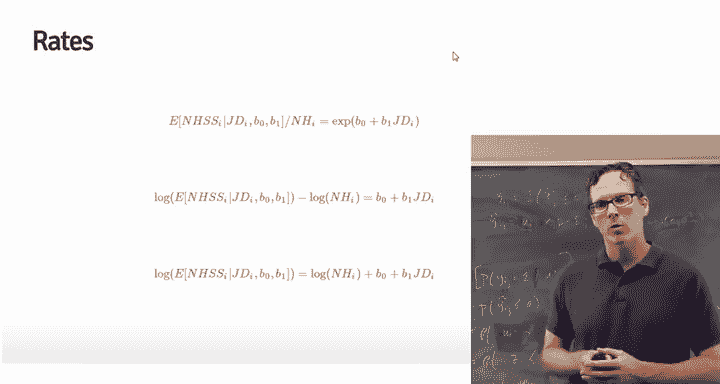 Rates
E[NHSS_i|JD_i, b_0, b_1]/NH_i = exp(b_0 + b_1JD_i)
log(E[NHSS_i|JD_i, b_0, b_1]) − log(NH_i) = b_0 + b_1JD_i
log(E[NHSS_i|JD_i, b_0, b_1]) = log(NH_i) + b_0 + b_1JD_i